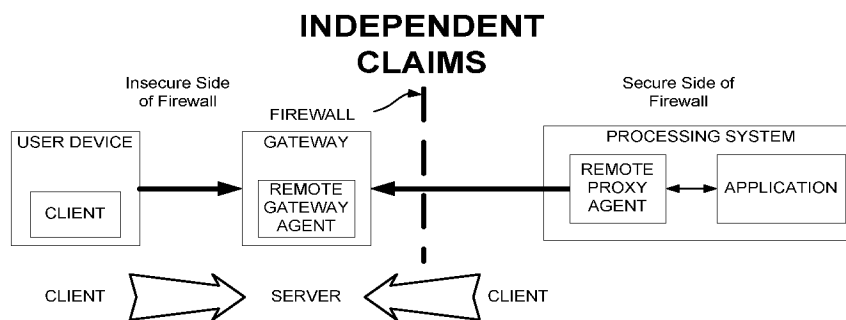 INDEPENDENT
CLAIMS
Insecure Side
of Firewall
Secure Side of
Firewall
FIREWALL
USER DEVICE
CLIENT
GATEWAY
REMOTE
GATEWAY
AGENT
PROCESSING SYSTEM
REMOTE
PROXY
AGENT
APPLICATION
CLIENT
SERVER
CLIENT